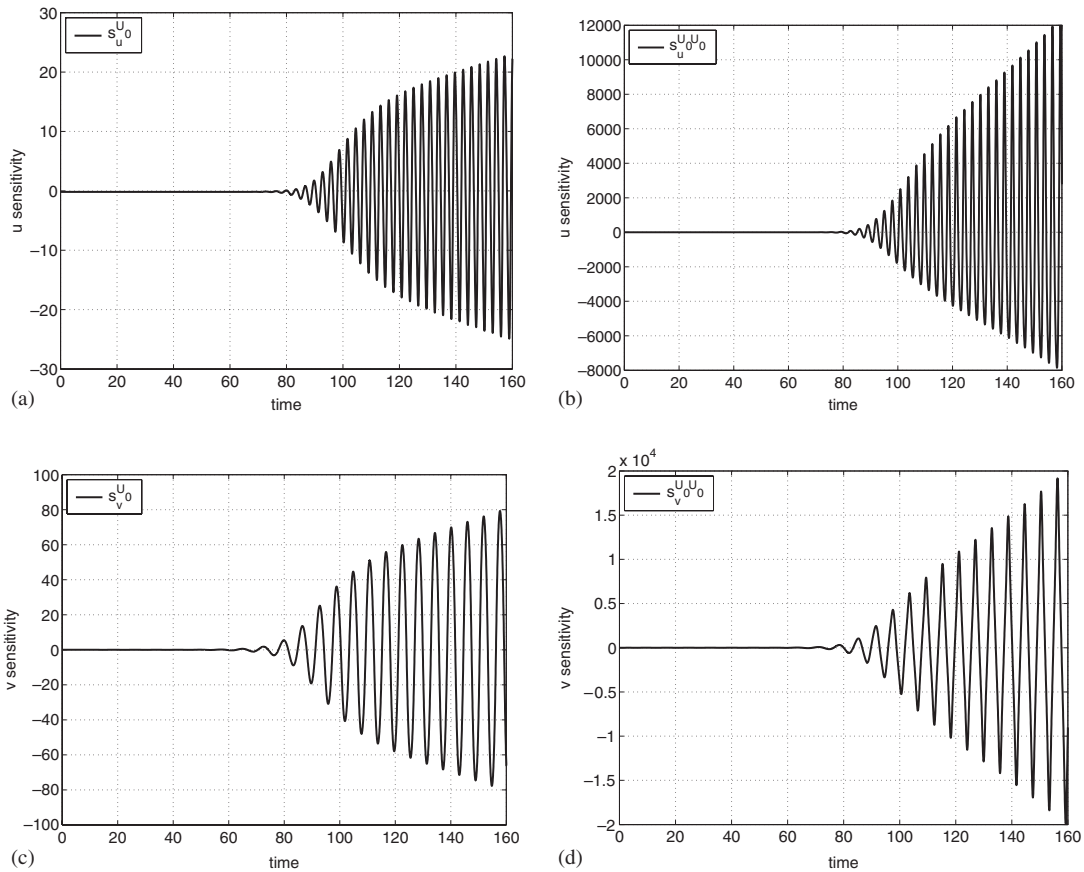 30
20
10
0
−10
−20
−30
0 20 40 60 80 100 120 140 160
u sensitivity
time
s_u^{U_0}
(a)
12000
10000
8000
6000
4000
2000
0
−2000
−4000
−6000
−8000
0 20 40 60 80 100 120 140 160
u sensitivity
time
s_u^{U_0 U_0}
(b)
100
80
60
40
20
0
−20
−40
−60
−80
−100
0 20 40 60 80 100 120 140 160
v sensitivity
time
s_v^{U_0}
(c)
x 10^4
2
1.5
1
0.5
0
−0.5
−1
−1.5
−2
0 20 40 60 80 100 120 140 160
v sensitivity
time
s_v^{U_0 U_0}
(d)